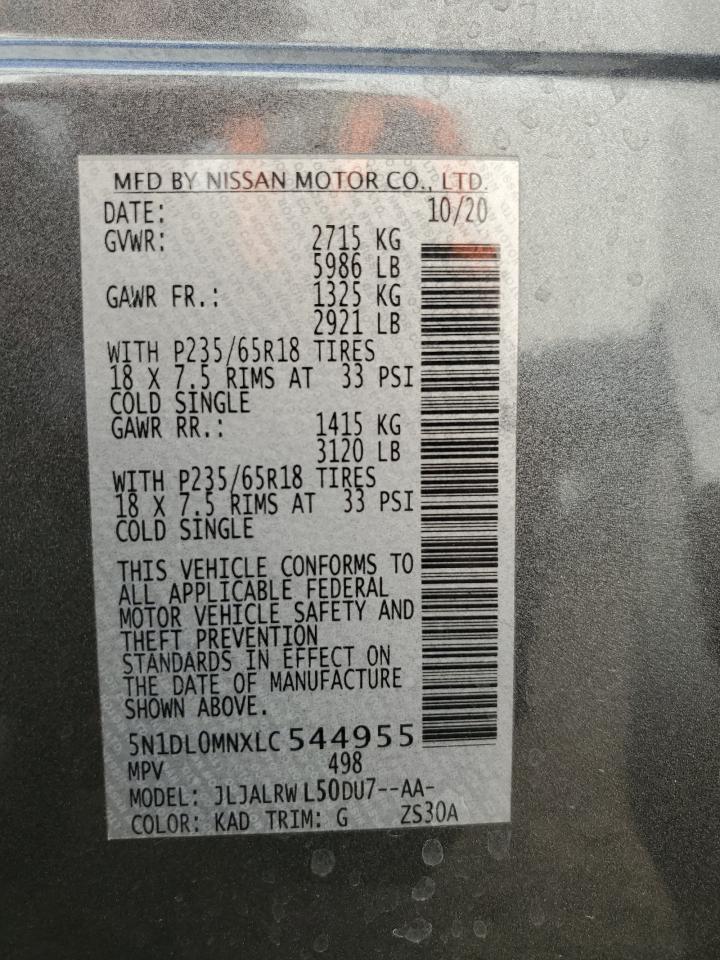 MFD BY NISSAN MOTOR CO., LTD.
DATE: 10/20
GVWR: 2715 KG
5986 LB
GAWR FR.: 1325 KG
2921 LB
WITH P235/65R18 TIRES
18 X 7.5 RIMS AT 33 PSI
COLD SINGLE
GAWR RR.: 1415 KG
3120 LB
WITH P235/65R18 TIRES
18 X 7.5 RIMS AT 33 PSI
COLD SINGLE
THIS VEHICLE CONFORMS TO
ALL APPLICABLE FEDERAL
MOTOR VEHICLE SAFETY AND
THEFT PREVENTION
STANDARDS IN EFFECT ON
THE DATE OF MANUFACTURE
SHOWN ABOVE.
5N1DL0MNXLC544955
MPV 498
MODEL: JLJALRWL50DU7--AA-
COLOR: KAD TRIM: G ZS30A